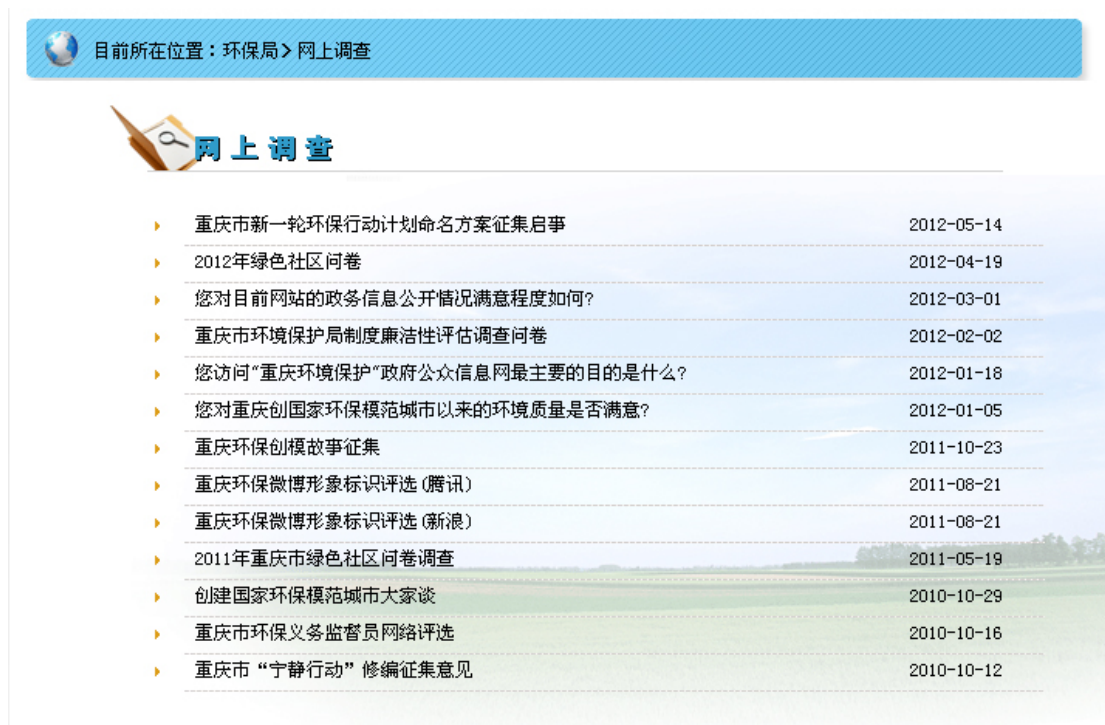 目前所在位置：环保局> 网上调查
网上调查
重庆市新一轮环保行动计划命名方案征集启事 2012-05-14
2012年绿色社区问卷 2012-04-19
您对目前网站的政务信息公开情况满意程度如何? 2012-03-01
重庆市环境保护局制度廉洁性评估调查问卷 2012-02-02
您访问“重庆环境保护”政府公众信息网最主要的目的是什么? 2012-01-18
您对重庆创国家环保模范城市以来的环境质量是否满意? 2012-01-05
重庆环保创模故事征集 2011-10-23
重庆环保微博形象标识评选(腾讯) 2011-08-21
重庆环保微博形象标识评选(新浪) 2011-08-21
2011年重庆市绿色社区问卷调查 2011-05-19
创建国家环保模范城市大家谈 2010-10-29
重庆市环保义务监督员网络评选 2010-10-16
重庆市“宁静行动”修编征集意见 2010-10-12